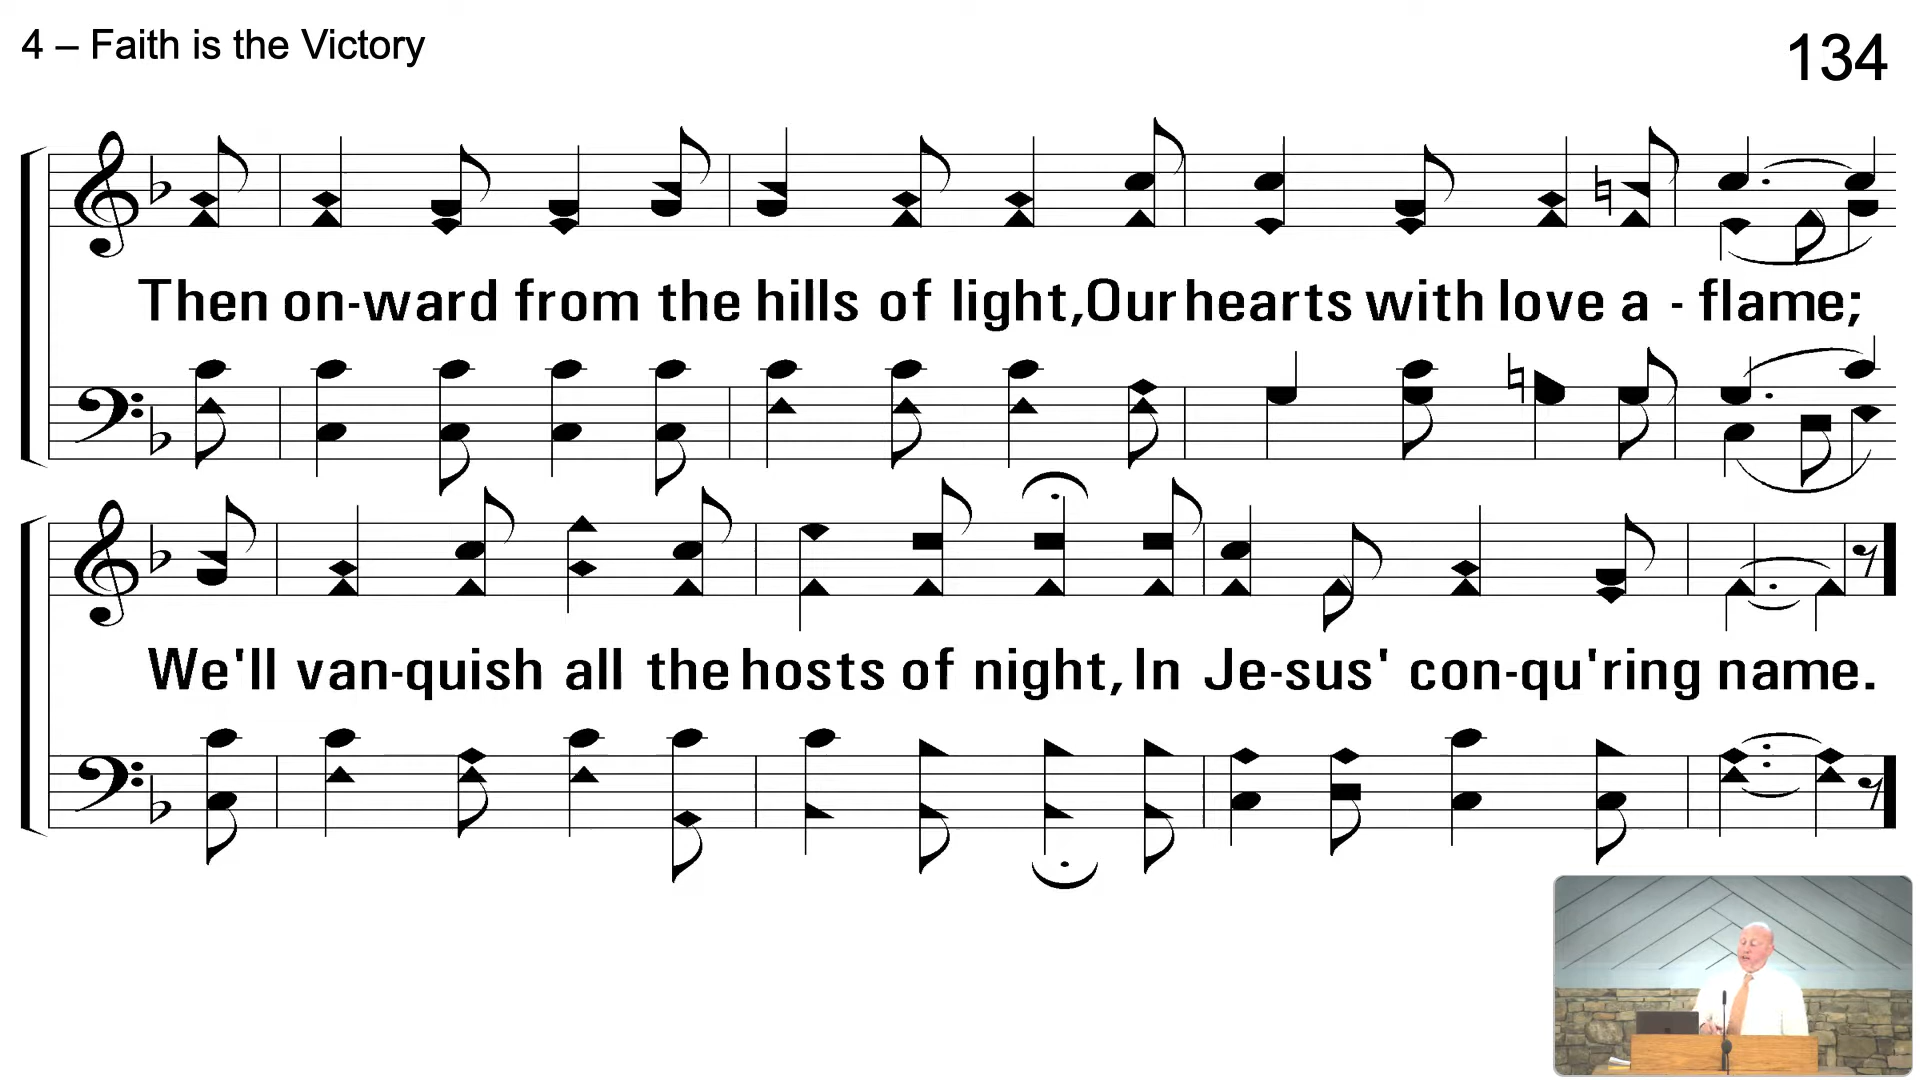 4 – Faith is the Victory
134
Then on-ward from the hills of light,Our hearts with love a - flame;
We'll van-quish all the hosts of night, In Je-sus' con-qu'ring name.